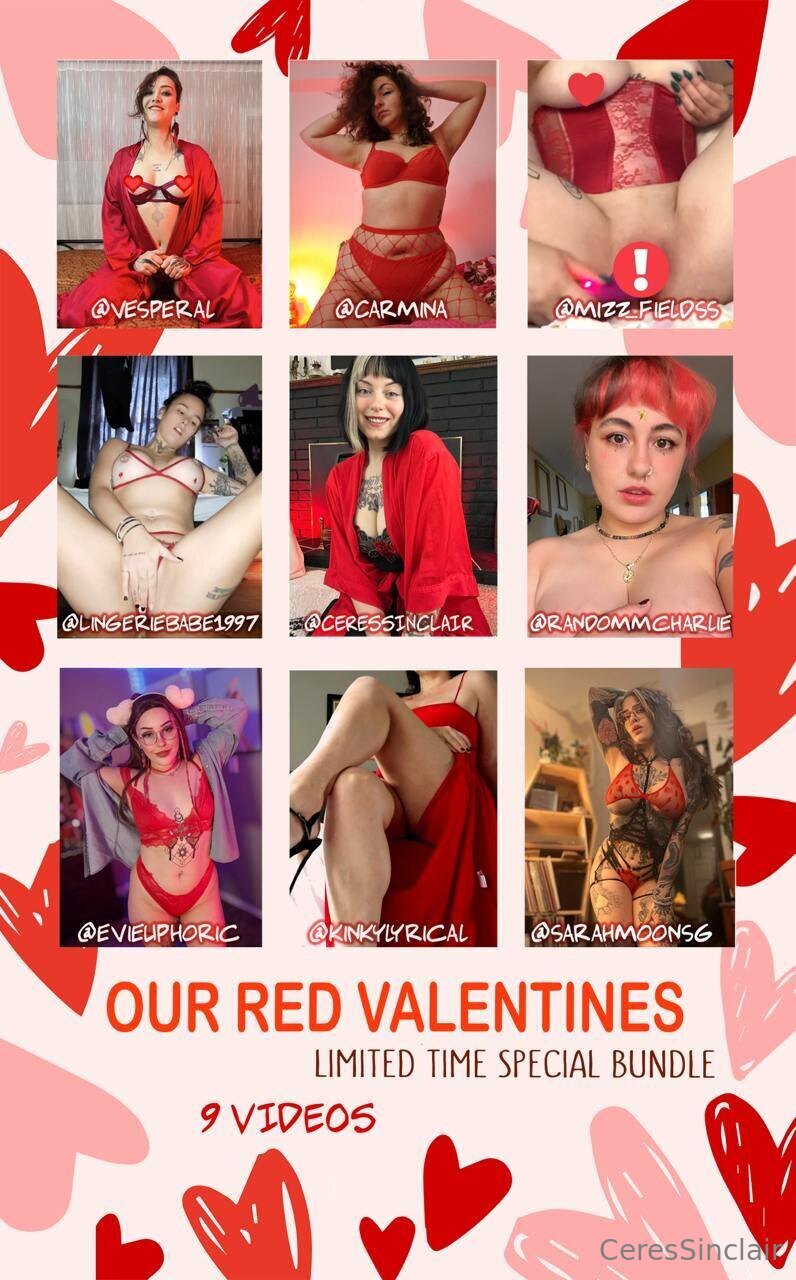 @VESPERAL
@CARMINA
@MIZZ_FIELDSS
@LINGERIEBABE1997
@CERESSINCLAIR
@RANDOMMCHARLIE
@EVIEUPHORIC
@KINKYLYRICAL
@SARAHMOONSG
OUR RED VALENTINES
LIMITED TIME SPECIAL BUNDLE
9 VIDEOS
CeresSinclair